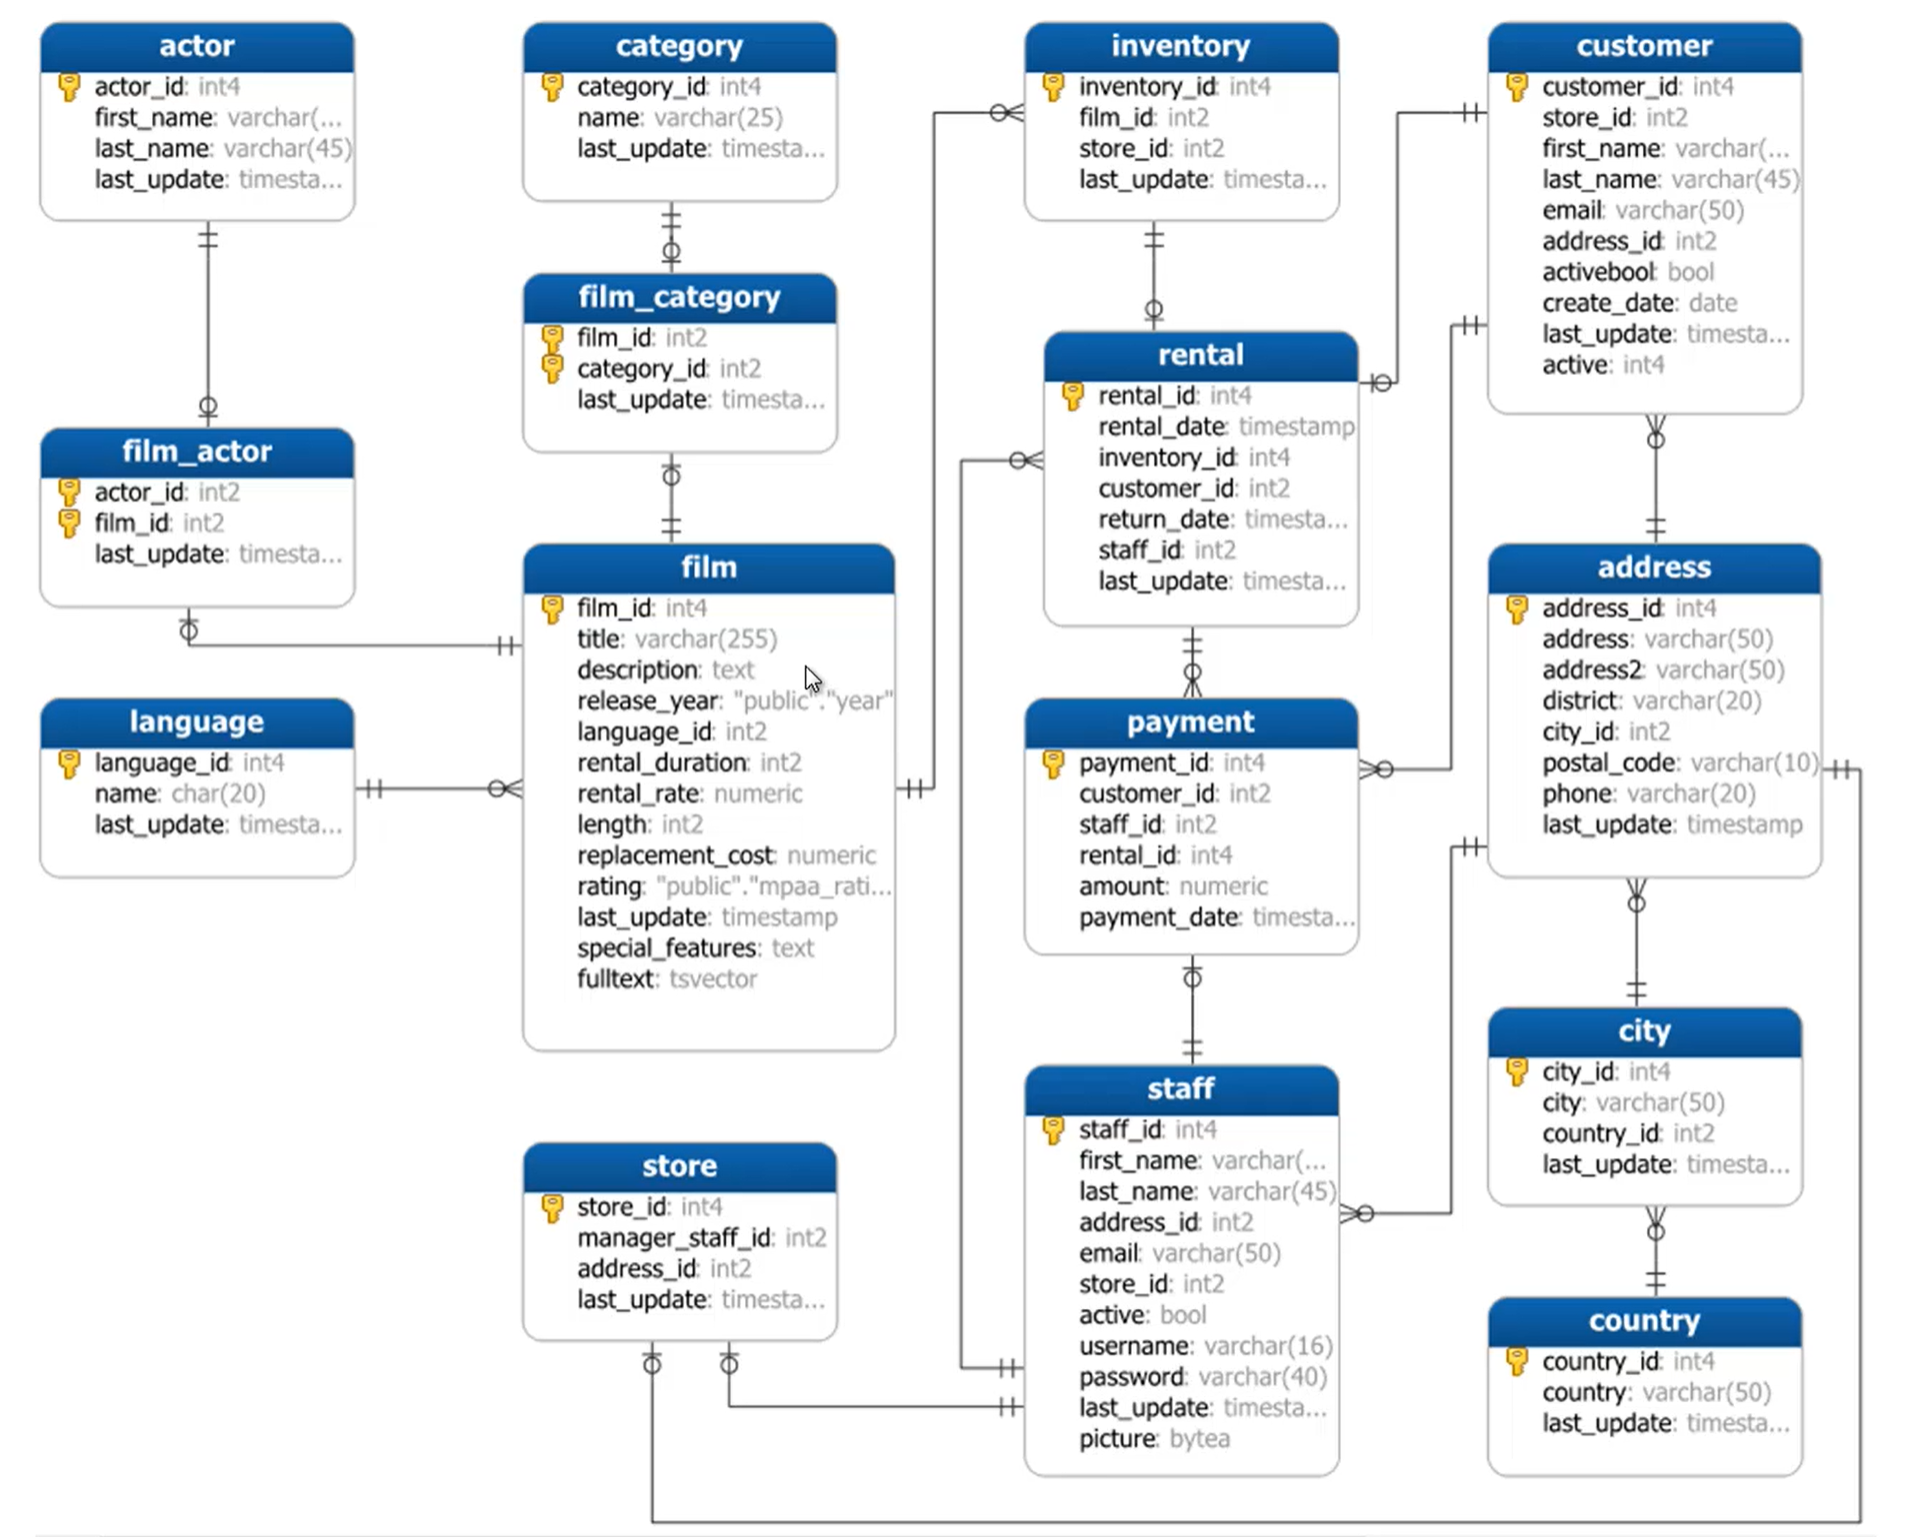 actor
actor_id: int4
first_name: varchar(...
last_name: varchar(45)
last_update: timesta...
category
category_id: int4
name: varchar(25)
last_update: timesta...
inventory
inventory_id: int4
film_id: int2
store_id: int2
last_update: timesta...
customer
customer_id: int4
store_id: int2
first_name: varchar(...
last_name: varchar(45)
email: varchar(50)
address_id: int2
activebool: bool
create_date: date
last_update: timesta...
active: int4
film_category
film_id: int2
category_id: int2
last_update: timesta...
rental
rental_id: int4
rental_date: timestamp
inventory_id: int4
customer_id: int2
return_date: timesta...
staff_id: int2
last_update: timesta...
film_actor
actor_id: int2
film_id: int2
last_update: timesta...
film
film_id: int4
title: varchar(255)
description: text
release_year: "public"."year"
language_id: int2
rental_duration: int2
rental_rate: numeric
length: int2
replacement_cost: numeric
rating: "public"."mpaa_rati...
last_update: timestamp
special_features: text
fulltext: tsvector
address
address_id: int4
address: varchar(50)
address2: varchar(50)
district: varchar(20)
city_id: int2
postal_code: varchar(10)
phone: varchar(20)
last_update: timestamp
language
language_id: int4
name: char(20)
last_update: timesta...
payment
payment_id: int4
customer_id: int2
staff_id: int2
rental_id: int4
amount: numeric
payment_date: timesta...
city
city_id: int4
city: varchar(50)
country_id: int2
last_update: timesta...
staff
staff_id: int4
first_name: varchar(...
last_name: varchar(45)
address_id: int2
email: varchar(50)
store_id: int2
active: bool
username: varchar(16)
password: varchar(40)
last_update: timesta...
picture: bytea
store
store_id: int4
manager_staff_id: int2
address_id: int2
last_update: timesta...
country
country_id: int4
country: varchar(50)
last_update: timesta...